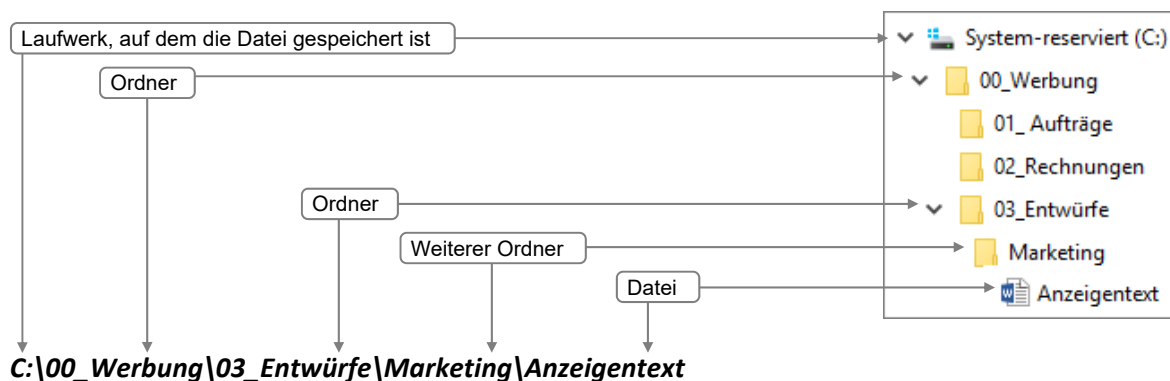 Laufwerk, auf dem die Datei gespeichert ist
System-reserviert (C:)
Ordner
00_Werbung
01_ Aufträge
02_Rechnungen
Ordner
03_Entwürfe
Weiterer Ordner
Marketing
Datei
Anzeigentext
C:\00_Werbung\03_Entwürfe\Marketing\Anzeigentext